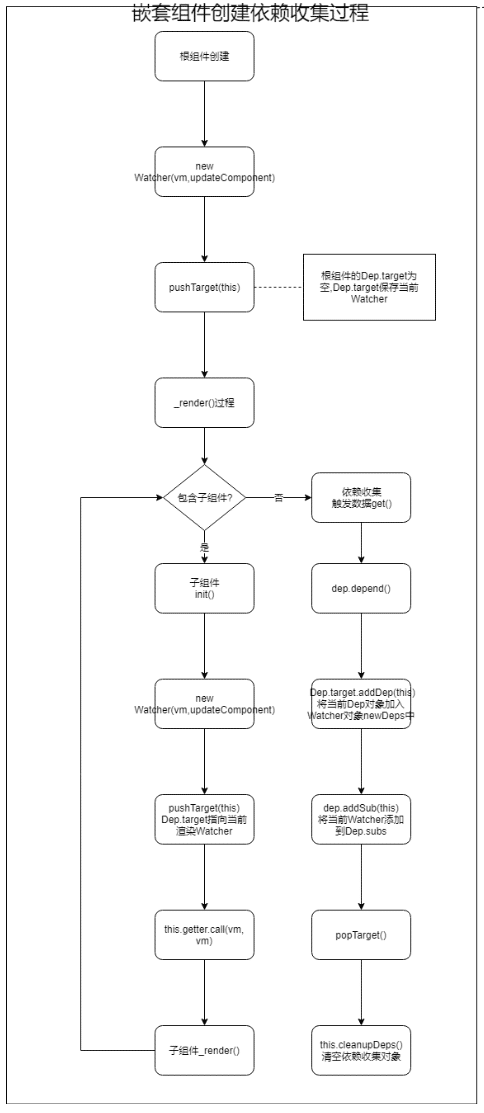 嵌套组件创建依赖收集过程
根组件创建
new
Watcher(vm,updateComponent)
pushTarget(this)
根组件的Dep.target为
空,Dep.target保存当前
Watcher
_render()过程
包含子组件?
否
依赖收集
触发数据get()
是
子组件
init()
dep.depend()
new
Watcher(vm,updateComponent)
Dep.target.addDep(this)
将当前Dep对象加入
Watcher对象newDeps中
pushTarget(this)
Dep.target指向当前
渲染Watcher
dep.addSub(this)
将当前Watcher添加
到Dep.subs
this.getter.call(vm,
vm)
popTarget()
子组件_render()
this.cleanupDeps()
清空依赖收集对象